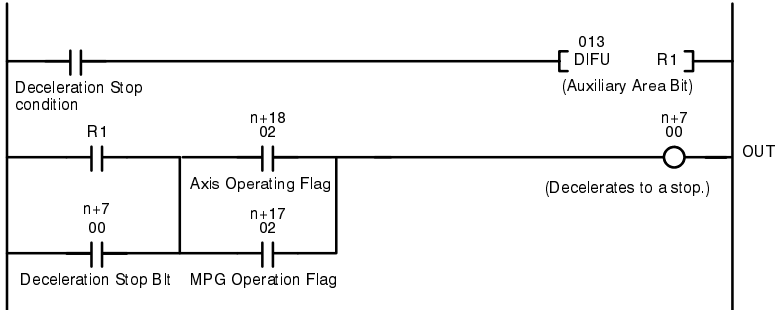 013
DIFU R1
Deceleration Stop
condition
(Auxiliary Area Bit)
R1
n+18
02
n+7
00
OUT
Axis Operating Flag
(Decelerates to a stop.)
n+7
00
n+17
02
Deceleration Stop BIt
MPG Operation Flag